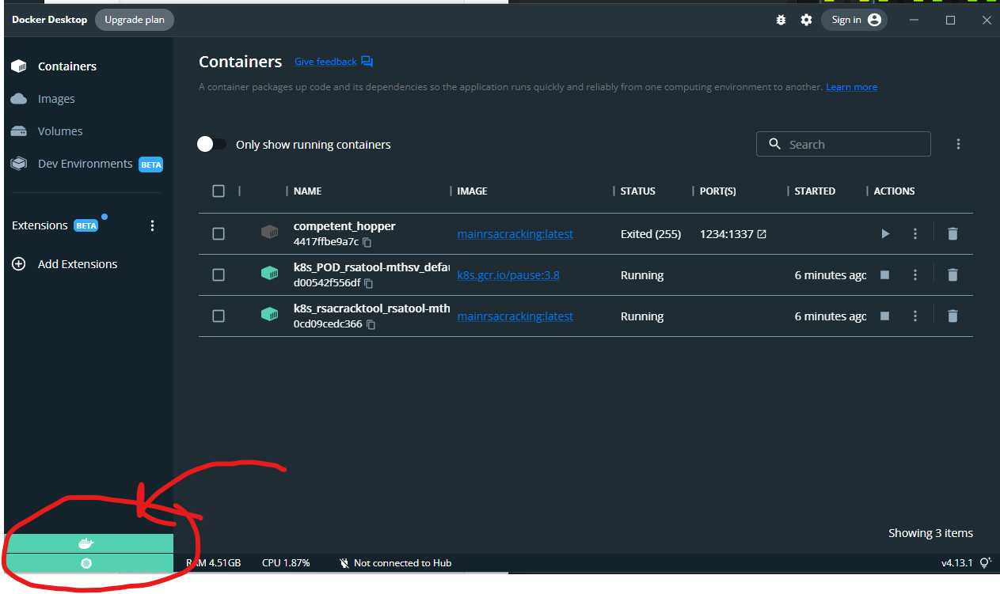 Docker Desktop Upgrade plan Sign in
Containers
Images
Volumes
Dev Environments BETA
Extensions BETA
Add Extensions
Containers Give feedback
A container packages up code and its dependencies so the application runs quickly and reliably from one computing environment to another. Learn more
Only show running containers Search
NAME IMAGE STATUS PORT(S) STARTED ACTIONS
competent_hopper mainrsacracking:latest Exited (255) 1234:1337
4417ffbe9a7c
k8s_POD_rsatool-mthsv_defau k8s.gcr.io/pause:3.8 Running 6 minutes ago
d00542f556df
k8s_rsacracktool_rsatool-mth mainrsacracking:latest Running 6 minutes ago
0cd09cedc366
Showing 3 items
RAM 4.51GB CPU 1.87% Not connected to Hub v4.13.1